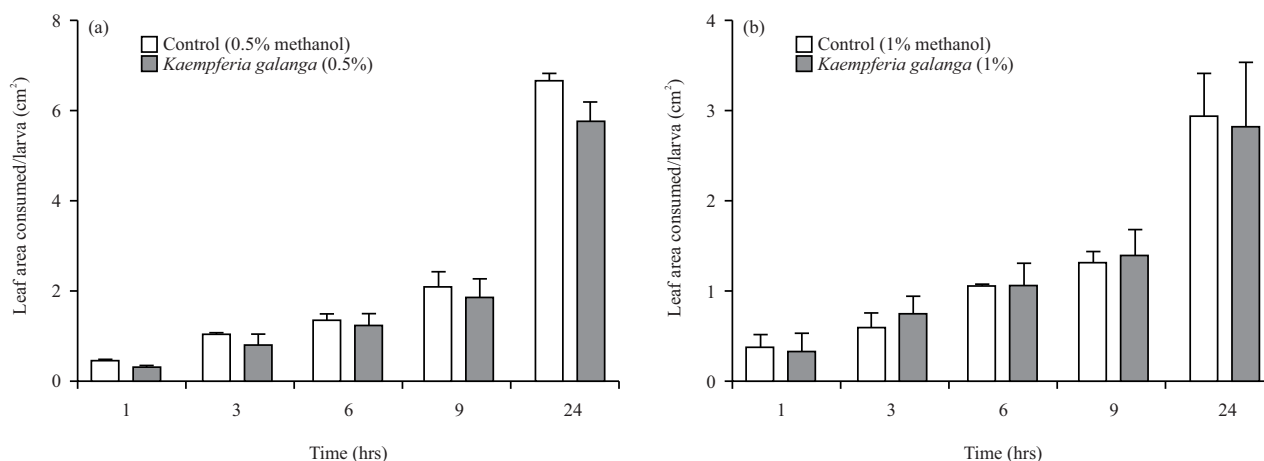 (a)
Control (0.5% methanol)
Kaempferia galanga (0.5%)
Leaf area consumed/larva (cm²)
8
6
4
2
0
1 3 6 9 24
Time (hrs)
(b)
Control (1% methanol)
Kaempferia galanga (1%)
Leaf area consumed/larva (cm²)
4
3
2
1
0
1 3 6 9 24
Time (hrs)